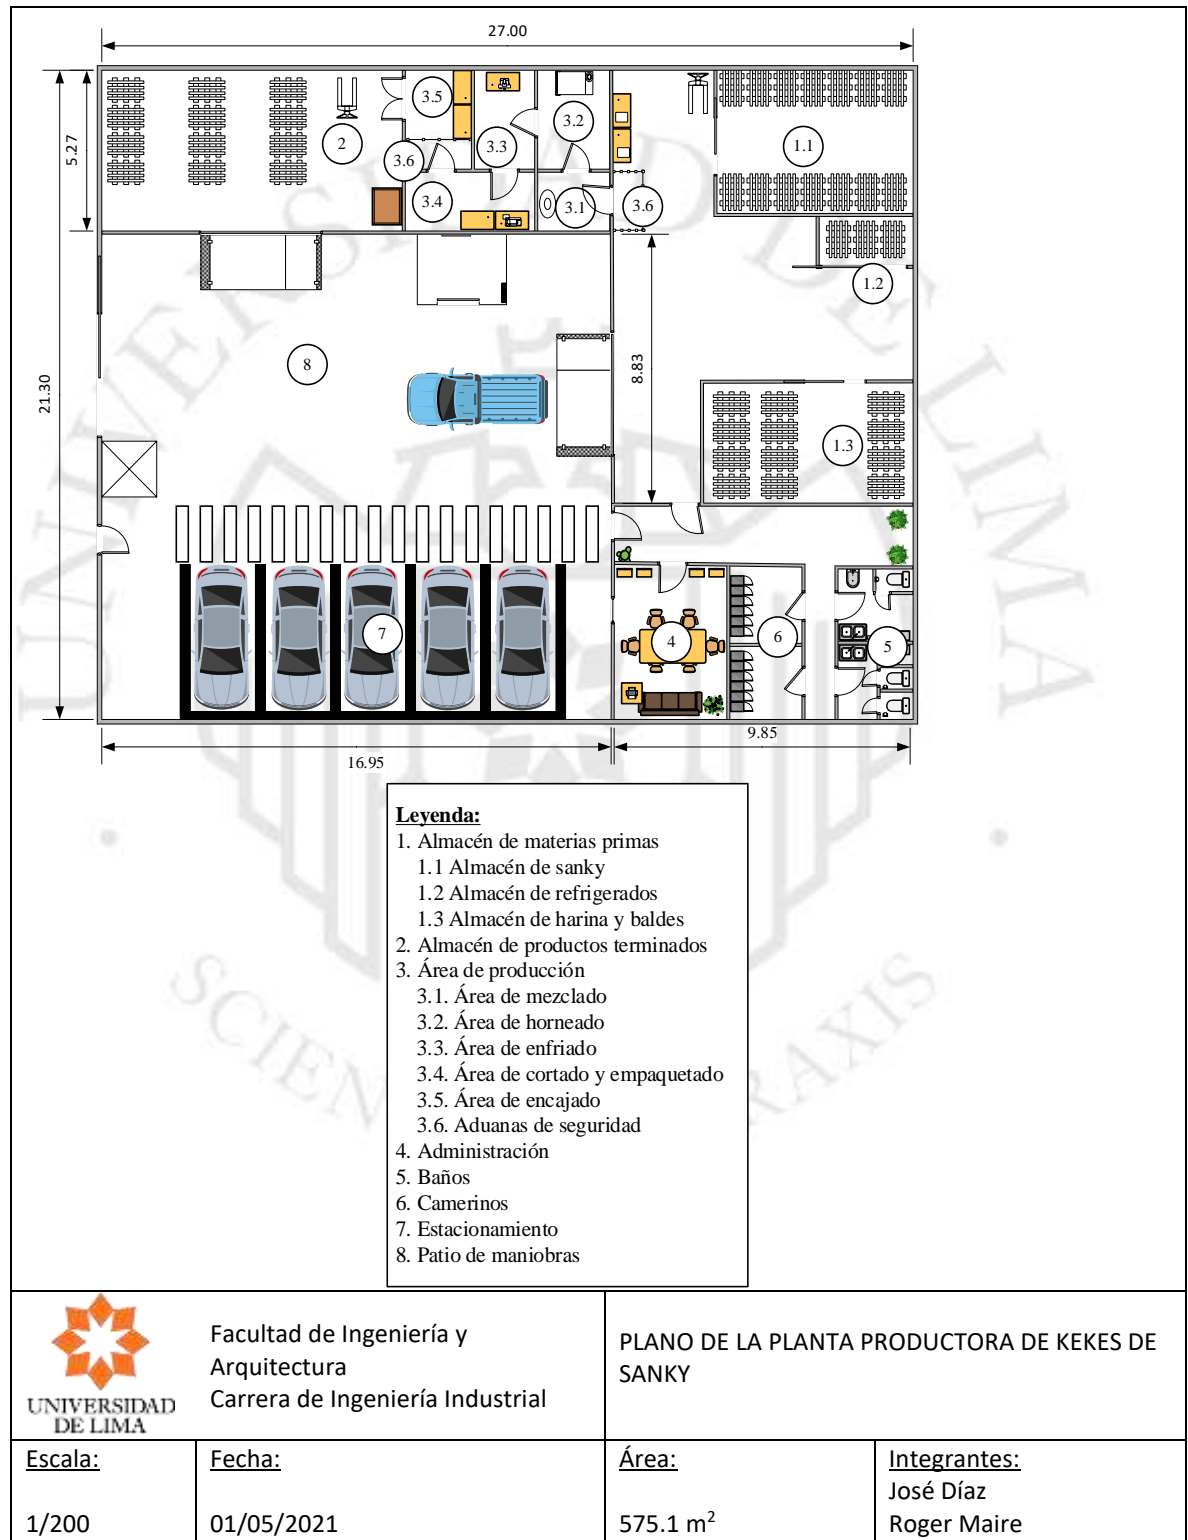 27.00
5.27
21.30
3.5
2
3.6
3.3
3.2
3.4
3.1
3.6
1.1
1.2
8
8.83
1.3
7
4
6
5
16.95
9.85
UNIVERSIDAD DE LIMA
SCIEN
RAXIS
Leyenda:
1. Almacén de materias primas
1.1 Almacén de sanky
1.2 Almacén de refrigerados
1.3 Almacén de harina y baldes
2. Almacén de productos terminados
3. Área de producción
3.1. Área de mezclado
3.2. Área de horneado
3.3. Área de enfriado
3.4. Área de cortado y empaquetado
3.5. Área de encajado
3.6. Aduanas de seguridad
4. Administración
5. Baños
6. Camerinos
7. Estacionamiento
8. Patio de maniobras
UNIVERSIDAD
DE LIMA
Facultad de Ingeniería y
Arquitectura
Carrera de Ingeniería Industrial
PLANO DE LA PLANTA PRODUCTORA DE KEKES DE
SANKY
Escala:
1/200
Fecha:
01/05/2021
Área:
575.1 m²
Integrantes:
José Díaz
Roger Maire